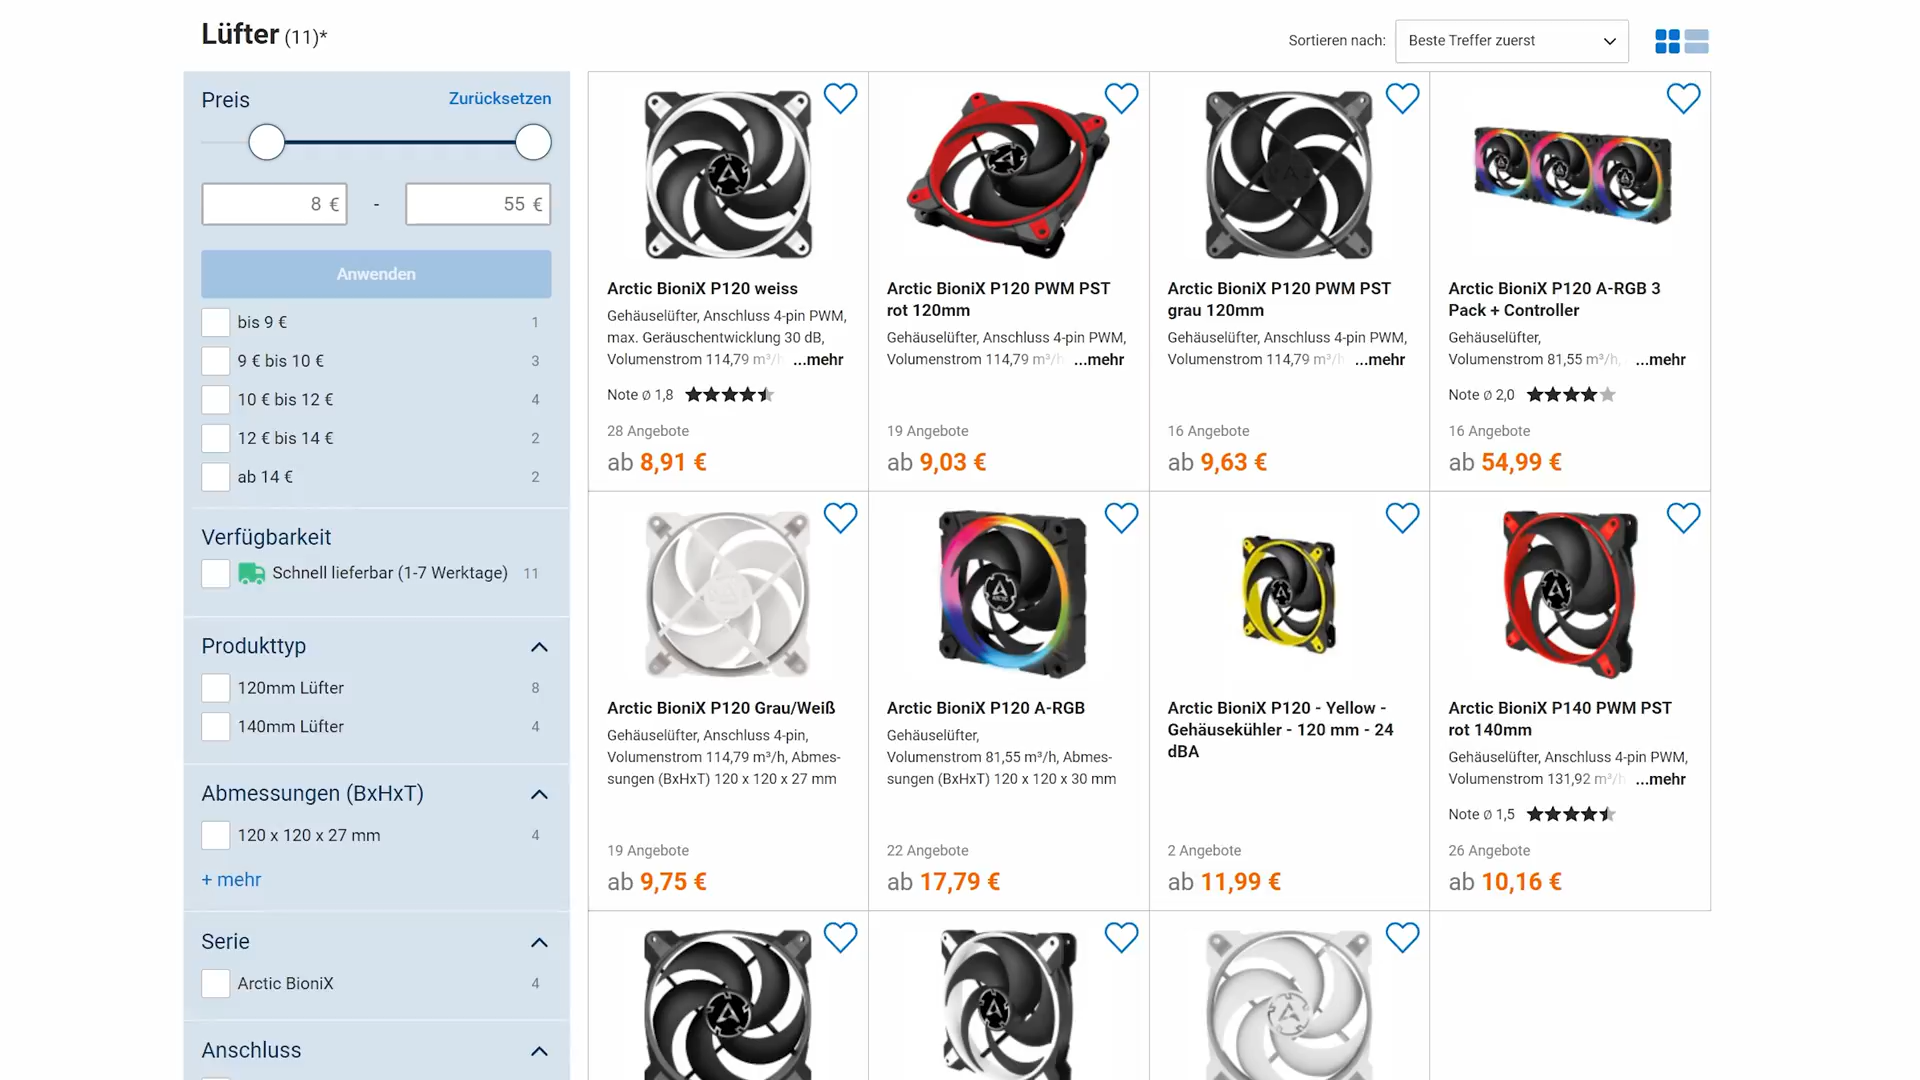 Lüfter (11)*
Sortieren nach:
Beste Treffer zuerst
Preis
Zurücksetzen
8 €
-
55 €
Anwenden
bis 9 € 1
9 € bis 10 € 3
10 € bis 12 € 4
12 € bis 14 € 2
ab 14 € 2
Verfügbarkeit
Schnell lieferbar (1-7 Werktage) 11
Produkttyp
120mm Lüfter 8
140mm Lüfter 4
Abmessungen (BxHxT)
120 x 120 x 27 mm 4
+ mehr
Serie
Arctic BioniX 4
Anschluss
Arctic BioniX P120 weiss
Gehäuselüfter, Anschluss 4-pin PWM,
max. Geräuschentwicklung 30 dB,
Volumenstrom 114,79 m³/h ...mehr
Note ⌀ 1,8
28 Angebote
ab 8,91 €
Arctic BioniX P120 PWM PST
rot 120mm
Gehäuselüfter, Anschluss 4-pin PWM,
Volumenstrom 114,79 m³/h ...mehr
19 Angebote
ab 9,03 €
Arctic BioniX P120 PWM PST
grau 120mm
Gehäuselüfter, Anschluss 4-pin PWM,
Volumenstrom 114,79 m³/h ...mehr
16 Angebote
ab 9,63 €
Arctic BioniX P120 A-RGB 3
Pack + Controller
Gehäuselüfter,
Volumenstrom 81,55 m³/h, ...mehr
Note ⌀ 2,0
16 Angebote
ab 54,99 €
Arctic BioniX P120 Grau/Weiß
Gehäuselüfter, Anschluss 4-pin,
Volumenstrom 114,79 m³/h, Abmes-
sungen (BxHxT) 120 x 120 x 27 mm
19 Angebote
ab 9,75 €
Arctic BioniX P120 A-RGB
Gehäuselüfter,
Volumenstrom 81,55 m³/h, Abmes-
sungen (BxHxT) 120 x 120 x 30 mm
22 Angebote
ab 17,79 €
Arctic BioniX P120 - Yellow -
Gehäusekühler - 120 mm - 24
dBA
2 Angebote
ab 11,99 €
Arctic BioniX P140 PWM PST
rot 140mm
Gehäuselüfter, Anschluss 4-pin PWM,
Volumenstrom 131,92 m³/h ...mehr
Note ⌀ 1,5
26 Angebote
ab 10,16 €